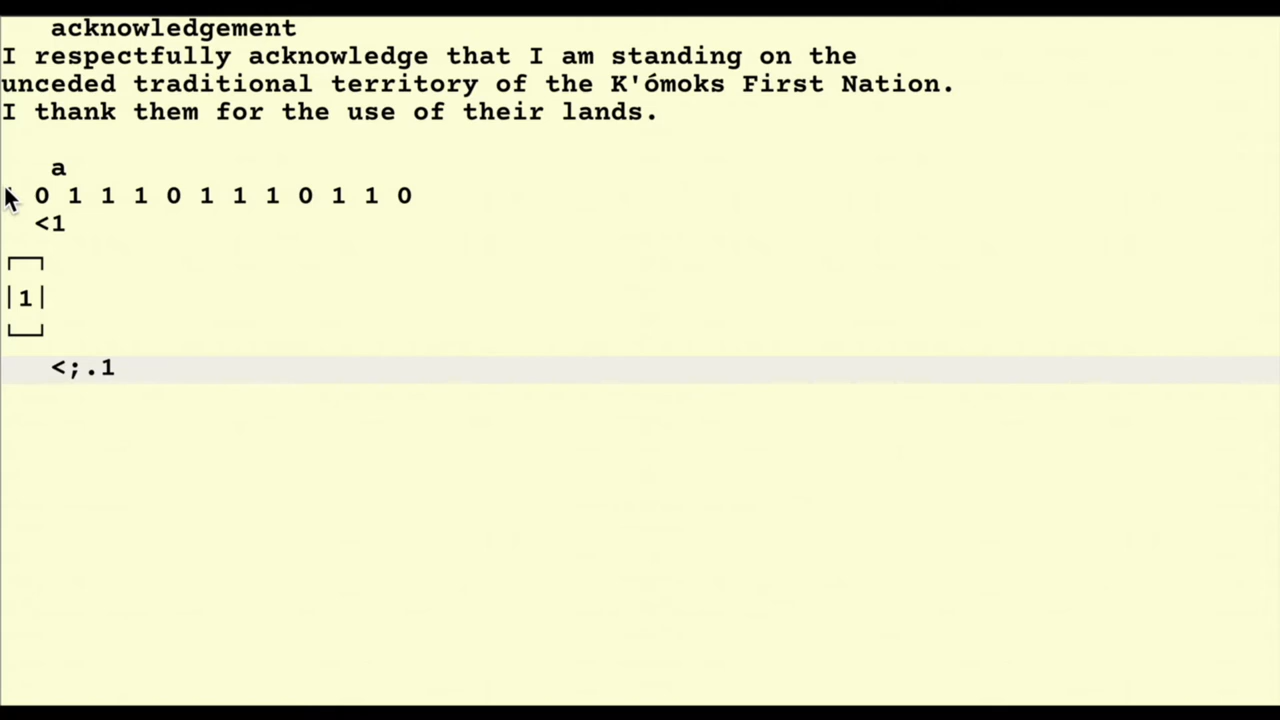 acknowledgement
I respectfully acknowledge that I am standing on the
unceded traditional territory of the K'ómoks First Nation.
I thank them for the use of their lands.
a
0 1 1 1 0 1 1 1 0 1 1 0
<1
1
<;.1